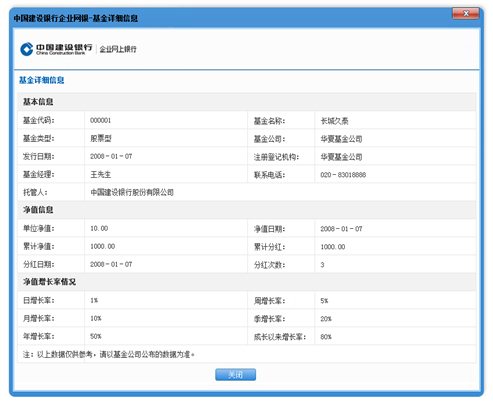 中国建设银行企业网银-基金详细信息
中国建设银行 企业网上银行
China Construction Bank
基金详细信息
基本信息
基金代码: 000001 基金名称: 长城久泰
基金类型: 股票型 基金公司: 华夏基金公司
发行日期: 2008-01-07 注册登记机构: 华夏基金公司
基金经理: 王先生 联系电话: 020-83018888
托管人: 中国建设银行股份有限公司
净值信息
单位净值: 10.00 净值日期: 2008-01-07
累计净值: 1000.00 累计分红: 1000.00
分红日期: 2008-01-07 分红次数: 3
净值增长率情况
日增长率: 1% 周增长率: 5%
月增长率: 10% 季增长率: 20%
年增长率: 50% 成长以来增长率: 80%
注: 以上数据仅供参考, 请以基金公司公布的数据为准。
关闭